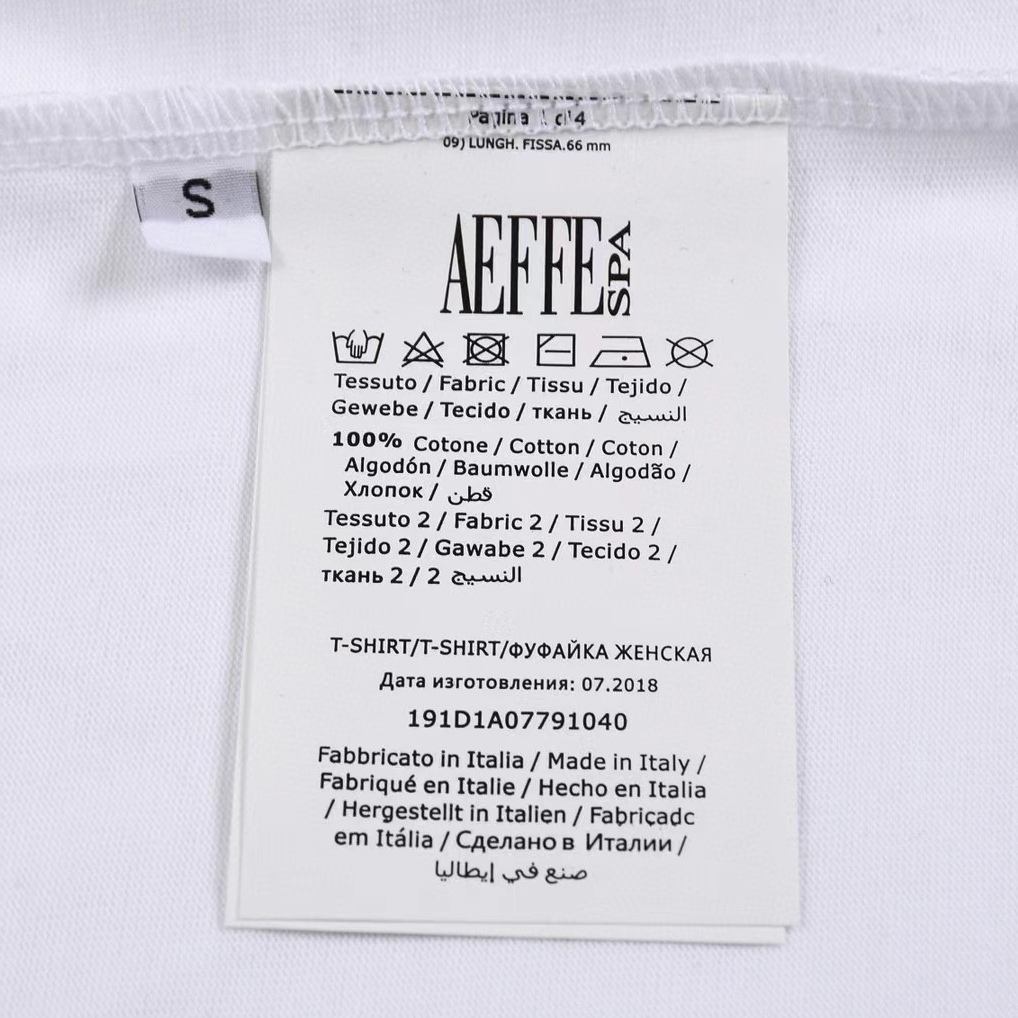 Pagina 1 di 4
09) LUNGH. FISSA.66 mm
S
AEFFE SPA
Tessuto / Fabric / Tissu / Tejido /
Gewebe / Tecido / ткань / النسيج
100% Cotone / Cotton / Coton /
Algodón / Baumwolle / Algodão /
Хлопок / قطن
Tessuto 2 / Fabric 2 / Tissu 2 /
Tejido 2 / Gawabe 2 / Tecido 2 /
ткань 2 / 2 النسيج
T-SHIRT/T-SHIRT/ФУФАЙКА ЖЕНСКАЯ
Дата изготовления: 07.2018
191D1A07791040
Fabbricato in Italia / Made in Italy /
Fabriqué en Italie / Hecho en Italia
/ Hergestellt in Italien / Fabriçadc
em Itália / Сделано в Италии /
صنع في إيطاليا